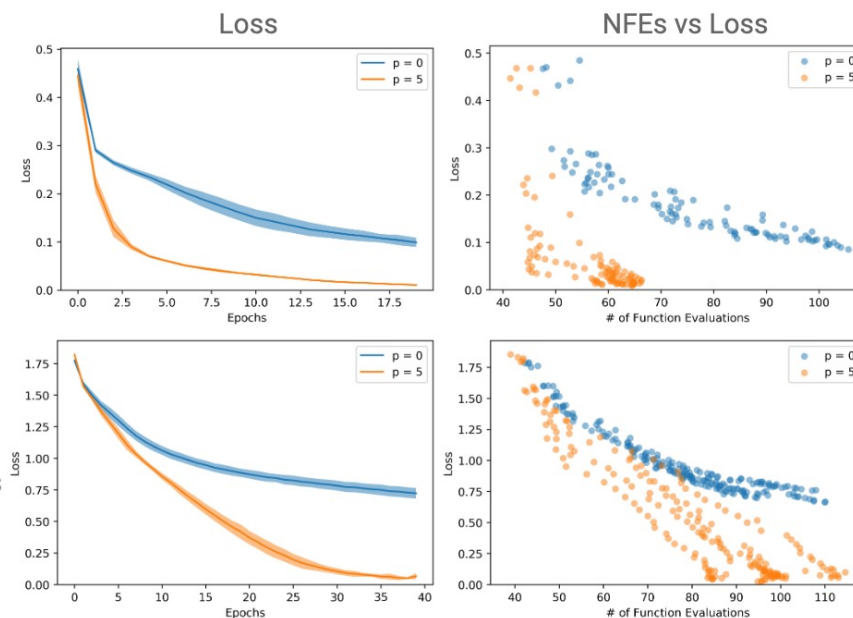 Loss
NFEs vs Loss
0.5
0.4
0.3
0.2
0.1
0.0
Loss
p = 0
p = 5
0.0 2.5 5.0 7.5 10.0 12.5 15.0 17.5
Epochs
0.5
0.4
0.3
0.2
0.1
0.0
Loss
p = 0
p = 5
40 50 60 70 80 90 100
# of Function Evaluations
1.75
1.50
1.25
1.00
0.75
0.50
0.25
0.00
Loss
p = 0
p = 5
0 5 10 15 20 25 30 35 40
Epochs
1.75
1.50
1.25
1.00
0.75
0.50
0.25
0.00
Loss
p = 0
p = 5
40 50 60 70 80 90 100 110
# of Function Evaluations